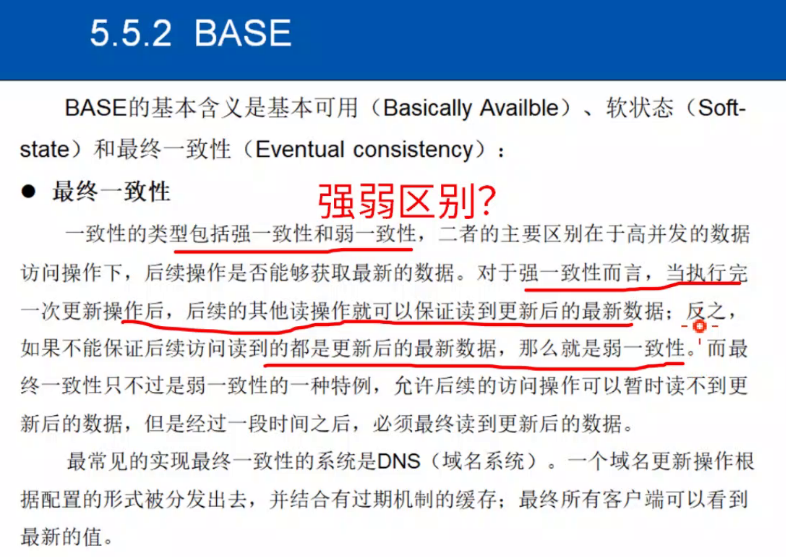 5.5.2 BASE
BASE的基本含义是基本可用（Basically Availble）、软状态（Soft-
state）和最终一致性（Eventual consistency）：
● 最终一致性
强弱区别？
一致性的类型包括强一致性和弱一致性，二者的主要区别在于高并发的数据
访问操作下，后续操作是否能够获取最新的数据。对于强一致性而言，当执行完
一次更新操作后，后续的其他读操作就可以保证读到更新后的最新数据；反之，
如果不能保证后续访问读到的都是更新后的最新数据，那么就是弱一致性。而最
终一致性只不过是弱一致性的一种特例，允许后续的访问操作可以暂时读不到更
新后的数据，但是经过一段时间之后，必须最终读到更新后的数据。
最常见的实现最终一致性的系统是DNS（域名系统）。一个域名更新操作根
据配置的形式被分发出去，并结合有过期机制的缓存；最终所有客户端可以看到
最新的值。